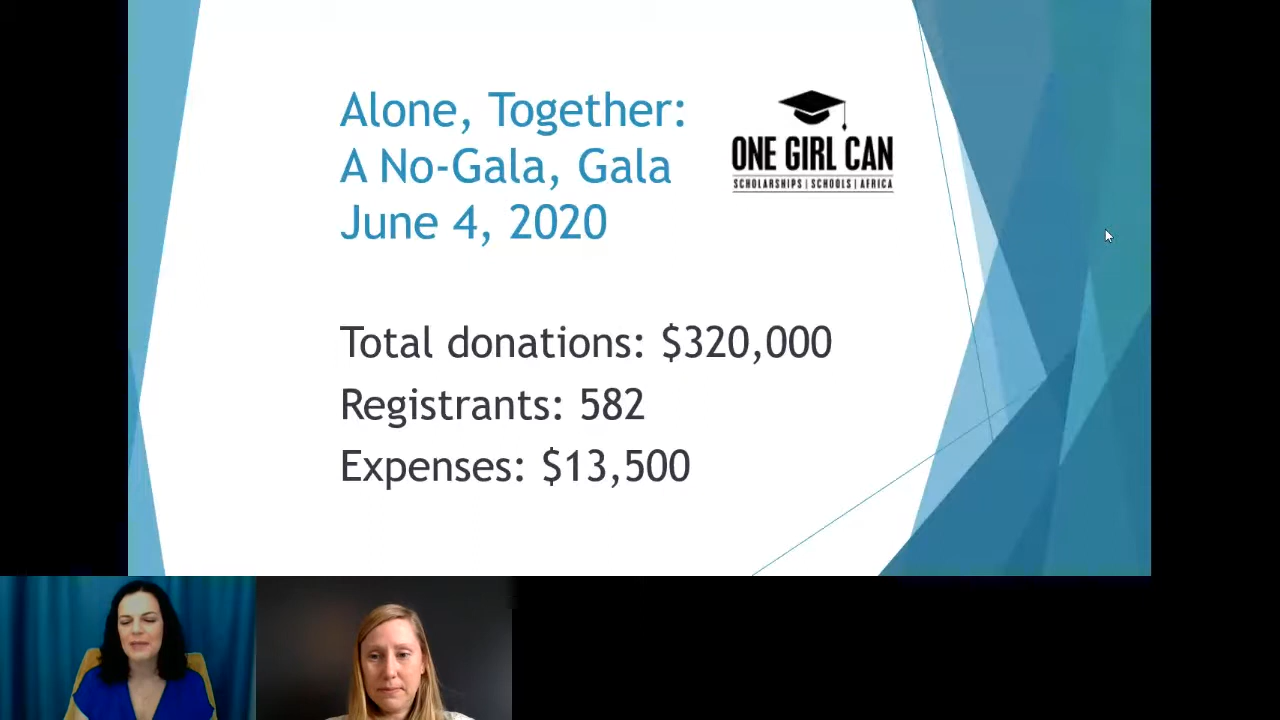 Alone, Together:
A No-Gala, Gala
June 4, 2020
ONE GIRL CAN
SCHOLARSHIPS | SCHOOLS | AFRICA
Total donations: $320,000
Registrants: 582
Expenses: $13,500